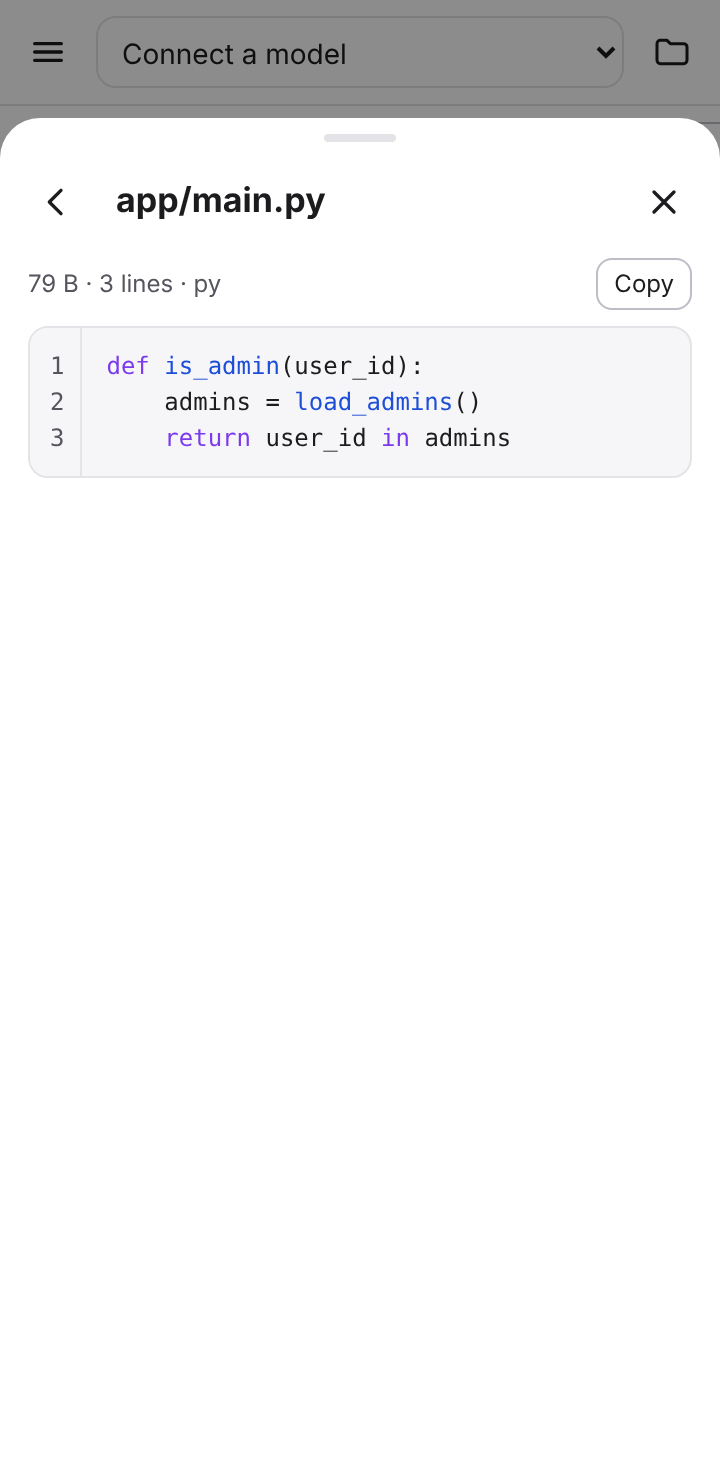 Connect a model
app/main.py
79 B · 3 lines · py
Copy
1 def is_admin(user_id):
2     admins = load_admins()
3     return user_id in admins